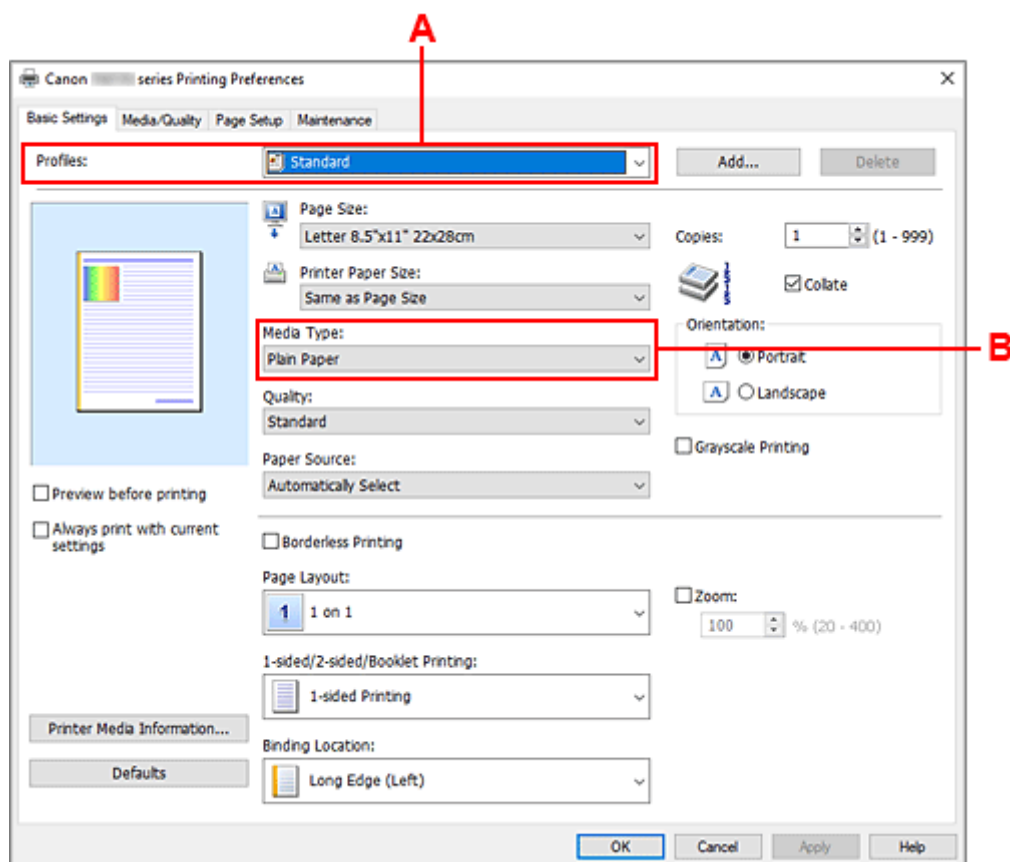 A
Canon series Printing Preferences
Basic Settings Media/Quality Page Setup Maintenance
Profiles: Standard Add... Delete
Page Size:
Letter 8.5"x11" 22x28cm
Copies: 1 (1 - 999)
Printer Paper Size:
Same as Page Size
Collate
Media Type:
Plain Paper
B
Orientation:
Portrait
Landscape
Quality:
Standard
Grayscale Printing
Paper Source:
Automatically Select
Preview before printing
Always print with current
settings
Borderless Printing
Page Layout:
1 1 on 1
Zoom:
100 % (20 - 400)
1-sided/2-sided/Booklet Printing:
1-sided Printing
Printer Media Information...
Binding Location:
Defaults
Long Edge (Left)
OK Cancel Apply Help